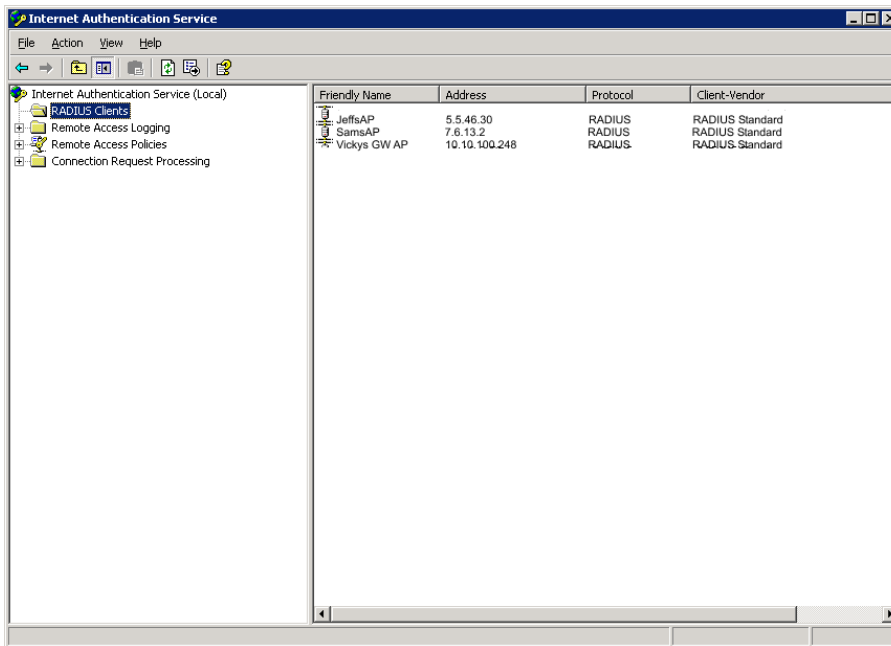 Internet Authentication Service
File Action View Help
Internet Authentication Service (Local)
RADIUS Clients
Remote Access Logging
Remote Access Policies
Connection Request Processing
Friendly Name Address Protocol Client-Vendor
JeffsAP 5.5.46.30 RADIUS RADIUS Standard
SamsAP 7.6.13.2 RADIUS RADIUS Standard
Vickys GW AP 10.10.100.248 RADIUS RADIUS Standard